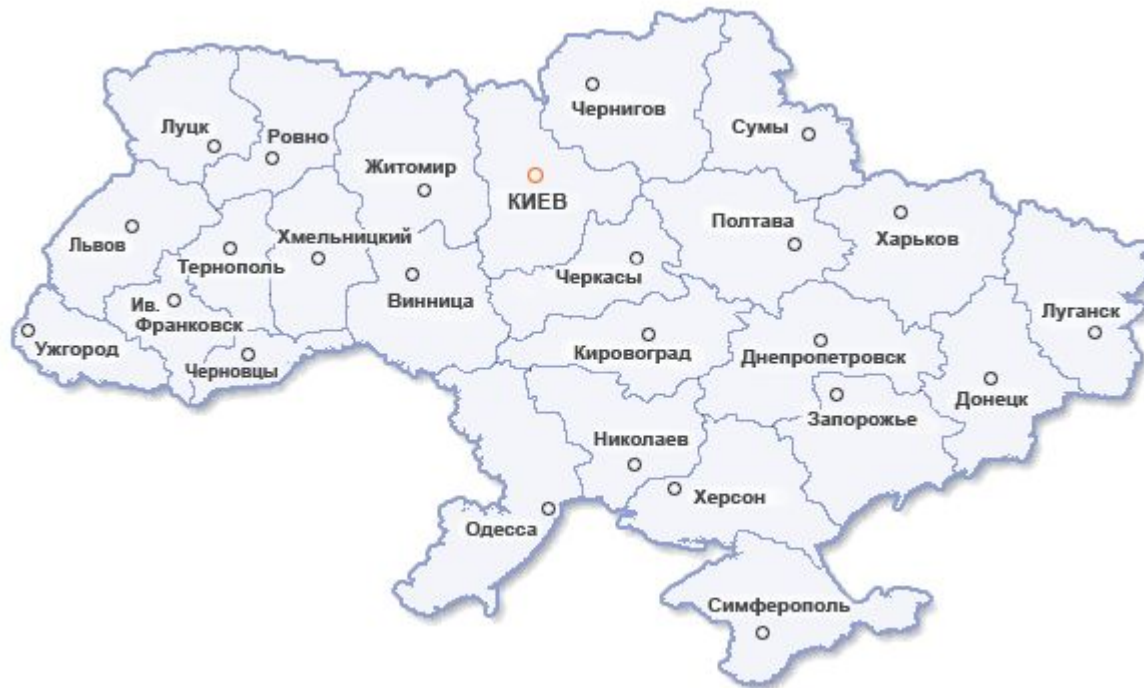 Чернигов
Луцк
Сумы
Ровно
Житомир
КИЕВ
Полтава
Хмельницкий
Харьков
Львов
Тернополь
Черкасы
Винница
Ив.
Франковск
Луганск
Ужгород
Кировоград
Днепропетровск
Черновцы
Донецк
Запорожье
Николаев
Херсон
Одесса
Симферополь